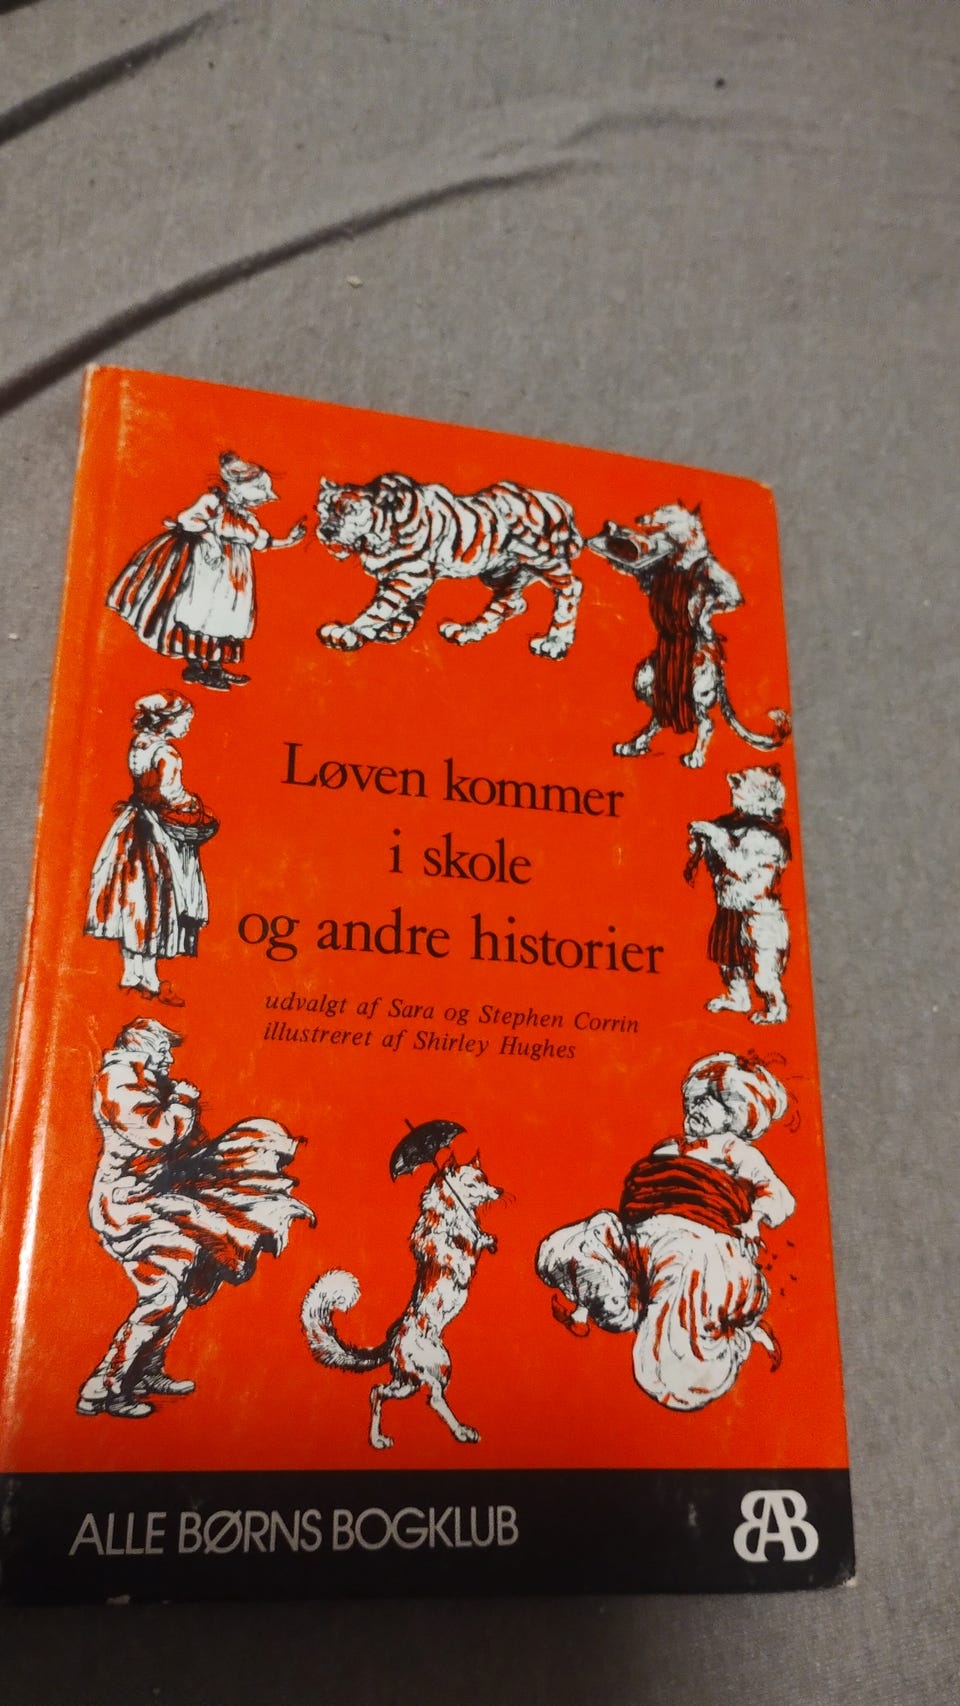 Løven kommer
i skole
og andre historier
udvalgt af Sara og Stephen Corrin
illustreret af Shirley Hughes
ALLE BØRNS BOGKLUB
BAB